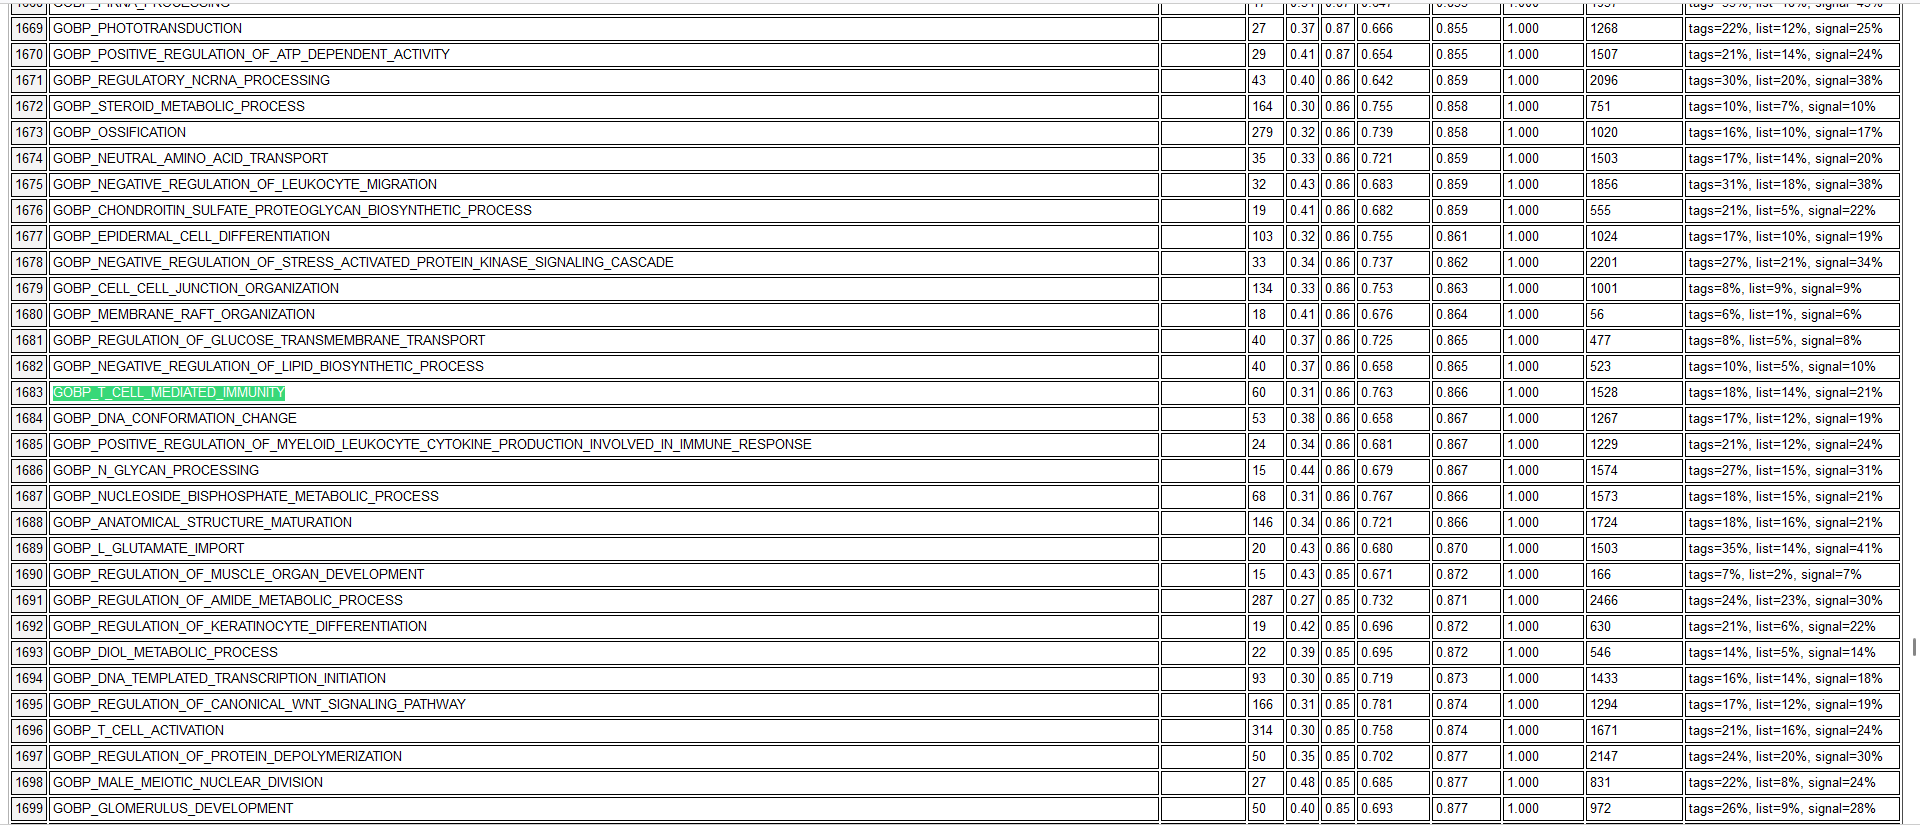 1669 GOBP_PHOTOTRANSDUCTION 27 0.37 0.87 0.666 0.855 1.000 1268 tags=22%, list=12%, signal=25%
1670 GOBP_POSITIVE_REGULATION_OF_ATP_DEPENDENT_ACTIVITY 29 0.41 0.87 0.654 0.855 1.000 1507 tags=21%, list=14%, signal=24%
1671 GOBP_REGULATORY_NCRNA_PROCESSING 43 0.40 0.86 0.642 0.859 1.000 2096 tags=30%, list=20%, signal=38%
1672 GOBP_STEROID_METABOLIC_PROCESS 164 0.30 0.86 0.755 0.858 1.000 751 tags=10%, list=7%, signal=10%
1673 GOBP_OSSIFICATION 279 0.32 0.86 0.739 0.858 1.000 1020 tags=16%, list=10%, signal=17%
1674 GOBP_NEUTRAL_AMINO_ACID_TRANSPORT 35 0.33 0.86 0.721 0.859 1.000 1503 tags=17%, list=14%, signal=20%
1675 GOBP_NEGATIVE_REGULATION_OF_LEUKOCYTE_MIGRATION 32 0.43 0.86 0.683 0.859 1.000 1856 tags=31%, list=18%, signal=38%
1676 GOBP_CHONDROITIN_SULFATE_PROTEOGLYCAN_BIOSYNTHETIC_PROCESS 19 0.41 0.86 0.682 0.859 1.000 555 tags=21%, list=5%, signal=22%
1677 GOBP_EPIDERMAL_CELL_DIFFERENTIATION 103 0.32 0.86 0.755 0.861 1.000 1024 tags=17%, list=10%, signal=19%
1678 GOBP_NEGATIVE_REGULATION_OF_STRESS_ACTIVATED_PROTEIN_KINASE_SIGNALING_CASCADE 33 0.34 0.86 0.737 0.862 1.000 2201 tags=27%, list=21%, signal=34%
1679 GOBP_CELL_CELL_JUNCTION_ORGANIZATION 134 0.33 0.86 0.753 0.863 1.000 1001 tags=8%, list=9%, signal=9%
1680 GOBP_MEMBRANE_RAFT_ORGANIZATION 18 0.41 0.86 0.676 0.864 1.000 56 tags=6%, list=1%, signal=6%
1681 GOBP_REGULATION_OF_GLUCOSE_TRANSMEMBRANE_TRANSPORT 40 0.37 0.86 0.725 0.865 1.000 477 tags=8%, list=5%, signal=8%
1682 GOBP_NEGATIVE_REGULATION_OF_LIPID_BIOSYNTHETIC_PROCESS 40 0.37 0.86 0.658 0.865 1.000 523 tags=10%, list=5%, signal=10%
1683 GOBP_T_CELL_MEDIATED_IMMUNITY 60 0.31 0.86 0.763 0.866 1.000 1528 tags=18%, list=14%, signal=21%
1684 GOBP_DNA_CONFORMATION_CHANGE 53 0.38 0.86 0.658 0.867 1.000 1267 tags=17%, list=12%, signal=19%
1685 GOBP_POSITIVE_REGULATION_OF_MYELOID_LEUKOCYTE_CYTOKINE_PRODUCTION_INVOLVED_IN_IMMUNE_RESPONSE 24 0.34 0.86 0.681 0.867 1.000 1229 tags=21%, list=12%, signal=24%
1686 GOBP_N_GLYCAN_PROCESSING 15 0.44 0.86 0.679 0.867 1.000 1574 tags=27%, list=15%, signal=31%
1687 GOBP_NUCLEOSIDE_BISPHOSPHATE_METABOLIC_PROCESS 68 0.31 0.86 0.767 0.866 1.000 1573 tags=18%, list=15%, signal=21%
1688 GOBP_ANATOMICAL_STRUCTURE_MATURATION 146 0.34 0.86 0.721 0.866 1.000 1724 tags=18%, list=16%, signal=21%
1689 GOBP_L_GLUTAMATE_IMPORT 20 0.43 0.86 0.680 0.870 1.000 1503 tags=35%, list=14%, signal=41%
1690 GOBP_REGULATION_OF_MUSCLE_ORGAN_DEVELOPMENT 15 0.43 0.85 0.671 0.872 1.000 166 tags=7%, list=2%, signal=7%
1691 GOBP_REGULATION_OF_AMIDE_METABOLIC_PROCESS 287 0.27 0.85 0.732 0.871 1.000 2466 tags=24%, list=23%, signal=30%
1692 GOBP_REGULATION_OF_KERATINOCYTE_DIFFERENTIATION 19 0.42 0.85 0.696 0.872 1.000 630 tags=21%, list=6%, signal=22%
1693 GOBP_DIOL_METABOLIC_PROCESS 22 0.39 0.85 0.695 0.872 1.000 546 tags=14%, list=5%, signal=14%
1694 GOBP_DNA_TEMPLATED_TRANSCRIPTION_INITIATION 93 0.30 0.85 0.719 0.873 1.000 1433 tags=16%, list=14%, signal=18%
1695 GOBP_REGULATION_OF_CANONICAL_WNT_SIGNALING_PATHWAY 166 0.31 0.85 0.781 0.874 1.000 1294 tags=17%, list=12%, signal=19%
1696 GOBP_T_CELL_ACTIVATION 314 0.30 0.85 0.758 0.874 1.000 1671 tags=21%, list=16%, signal=24%
1697 GOBP_REGULATION_OF_PROTEIN_DEPOLYMERIZATION 50 0.35 0.85 0.702 0.877 1.000 2147 tags=24%, list=20%, signal=30%
1698 GOBP_MALE_MEIOTIC_NUCLEAR_DIVISION 27 0.48 0.85 0.685 0.877 1.000 831 tags=22%, list=8%, signal=24%
1699 GOBP_GLOMERULUS_DEVELOPMENT 50 0.40 0.85 0.693 0.877 1.000 972 tags=26%, list=9%, signal=28%